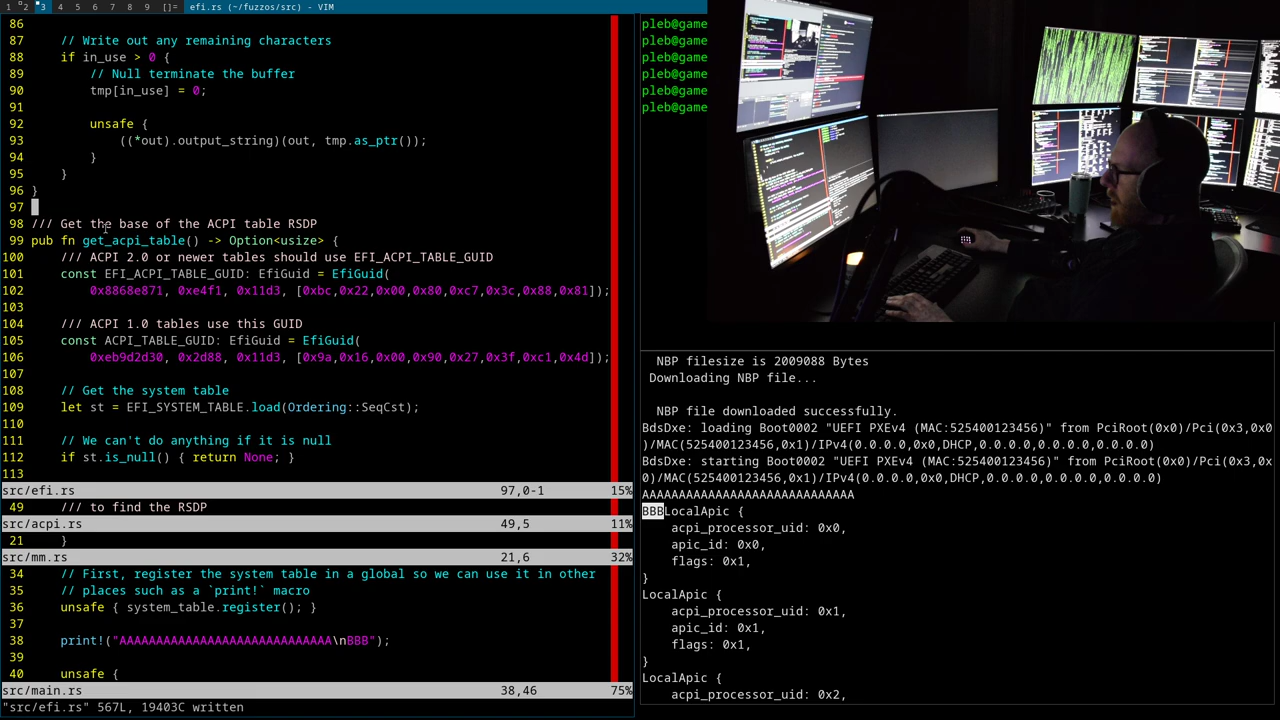 1 2 3 4 5 6 7 8 9 []= efi.rs (~/fuzzos/src) - VIM
86
87 // Write out any remaining characters
88 if in_use > 0 {
89 // Null terminate the buffer
90 tmp[in_use] = 0;
91
92 unsafe {
93 ((*out).output_string)(out, tmp.as_ptr());
94 }
95 }
96 }
97
98 /// Get the base of the ACPI table RSDP
99 pub fn get_acpi_table() -> Option<usize> {
100 /// ACPI 2.0 or newer tables should use EFI_ACPI_TABLE_GUID
101 const EFI_ACPI_TABLE_GUID: EfiGuid = EfiGuid(
102 0x8868e871, 0xe4f1, 0x11d3, [0xbc,0x22,0x00,0x80,0xc7,0x3c,0x88,0x81]);
103
104 /// ACPI 1.0 tables use this GUID
105 const ACPI_TABLE_GUID: EfiGuid = EfiGuid(
106 0xeb9d2d30, 0x2d88, 0x11d3, [0x9a,0x16,0x00,0x90,0x27,0x3f,0xc1,0x4d]);
107
108 // Get the system table
109 let st = EFI_SYSTEM_TABLE.load(Ordering::SeqCst);
110
111 // We can't do anything if it is null
112 if st.is_null() { return None; }
113
src/efi.rs 97,0-1 15%
49 /// to find the RSDP
src/acpi.rs 49,5 11%
21 }
src/mm.rs 21,6 32%
34 // First, register the system table in a global so we can use it in other
35 // places such as a `print!` macro
36 unsafe { system_table.register(); }
37
38 print!("AAAAAAAAAAAAAAAAAAAAAAAAAAAAA\nBBB");
39
40 unsafe {
src/main.rs 38,46 75%
"src/efi.rs" 567L, 19403C written
pleb@game
pleb@game
pleb@game
pleb@game
pleb@game
pleb@game
NBP filesize is 2009088 Bytes
Downloading NBP file...
NBP file downloaded successfully.
BdsDxe: loading Boot0002 "UEFI PXEv4 (MAC:525400123456)" from PciRoot(0x0)/Pci(0x3,0x0
)/MAC(525400123456,0x1)/IPv4(0.0.0.0,0x0,DHCP,0.0.0.0,0.0.0.0,0.0.0.0)
BdsDxe: starting Boot0002 "UEFI PXEv4 (MAC:525400123456)" from PciRoot(0x0)/Pci(0x3,0x
0)/MAC(525400123456,0x1)/IPv4(0.0.0.0,0x0,DHCP,0.0.0.0,0.0.0.0,0.0.0.0)
AAAAAAAAAAAAAAAAAAAAAAAAAAAAA
BBBLocalApic {
acpi_processor_uid: 0x0,
apic_id: 0x0,
flags: 0x1,
}
LocalApic {
acpi_processor_uid: 0x1,
apic_id: 0x1,
flags: 0x1,
}
LocalApic {
acpi_processor_uid: 0x2,